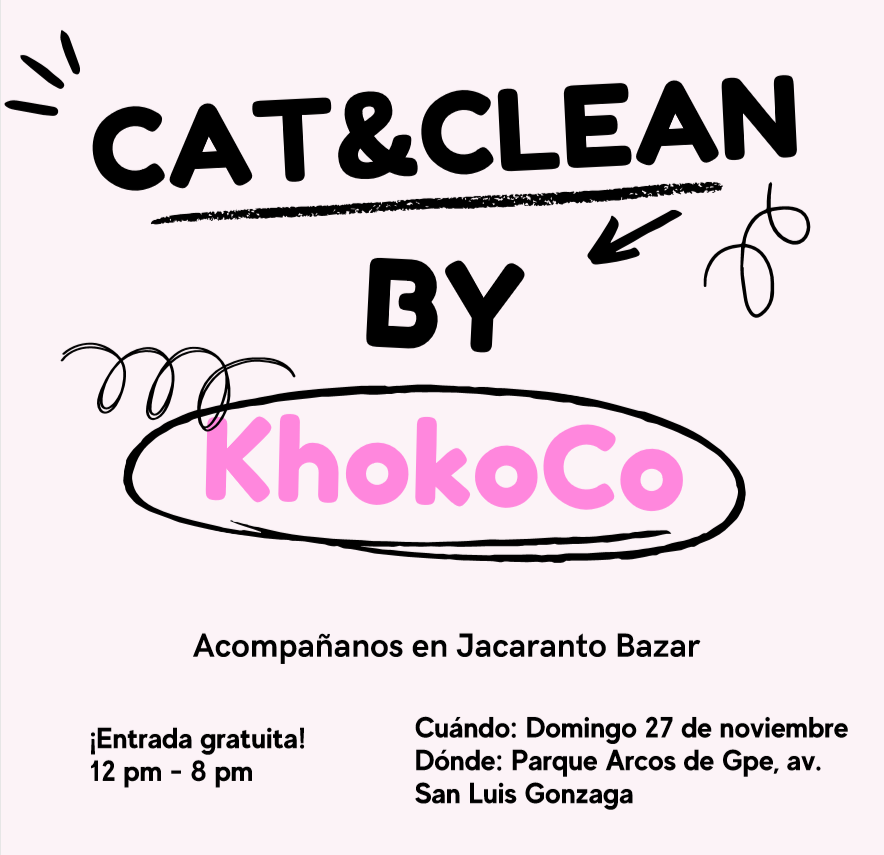 CAT&CLEAN
BY
KhokoCo
Acompañanos en Jacaranto Bazar
¡Entrada gratuita!
12 pm - 8 pm
Cuándo: Domingo 27 de noviembre
Dónde: Parque Arcos de Gpe, av.
San Luis Gonzaga